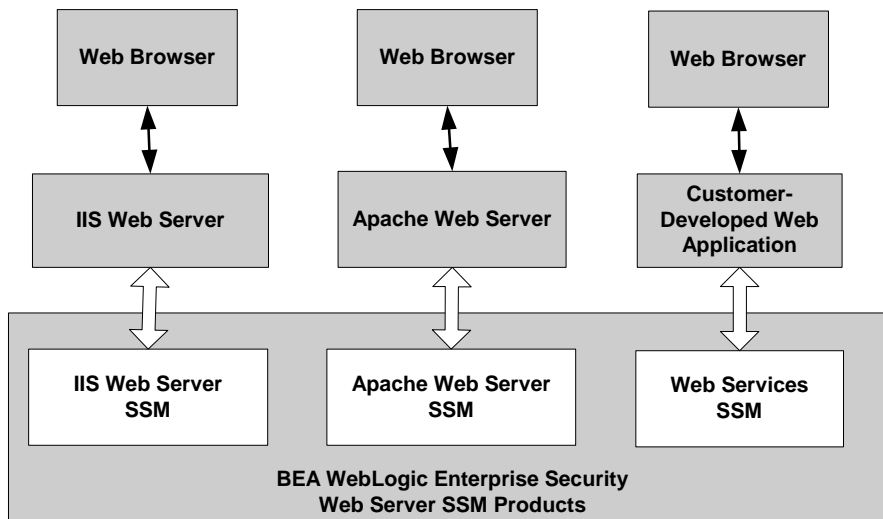 Web Browser
Web Browser
Web Browser
IIS Web Server
Apache Web Server
Customer-
Developed Web
Application
IIS Web Server
SSM
Apache Web Server
SSM
Web Services
SSM
BEA WebLogic Enterprise Security
Web Server SSM Products